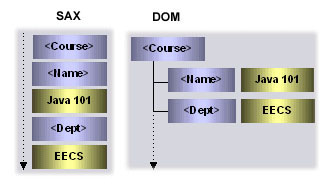 SAX
<Course>
<Name>
Java 101
<Dept>
EECS
DOM
<Course>
<Name> Java 101
<Dept> EECS